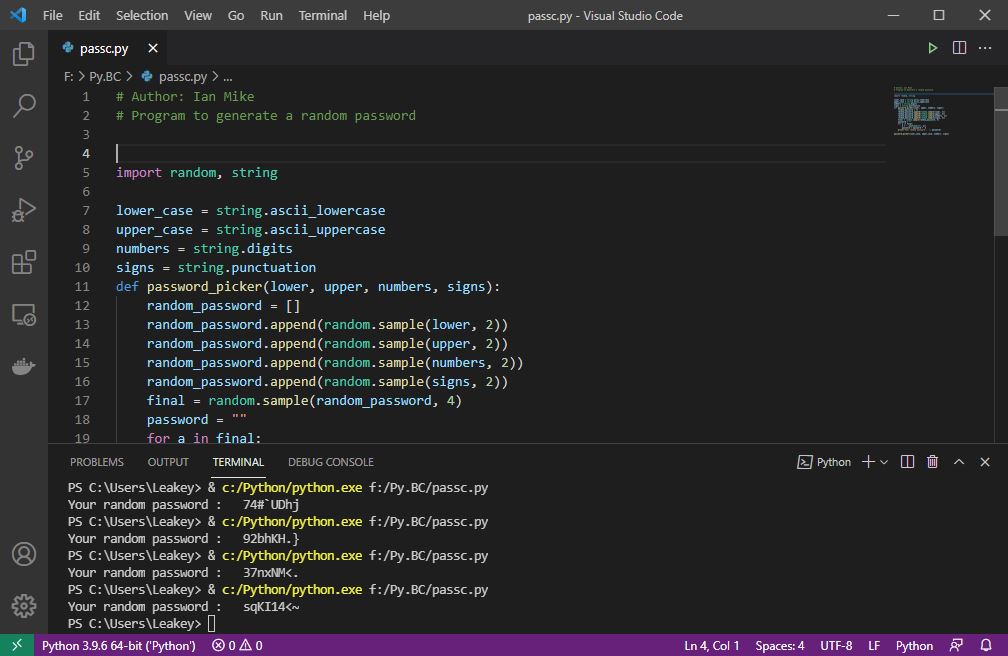 File Edit Selection View Go Run Terminal Help passc.py - Visual Studio Code
passc.py
F: > Py.BC > passc.py > ...
1 # Author: Ian Mike
2 # Program to generate a random password
3
4
5 import random, string
6
7 lower_case = string.ascii_lowercase
8 upper_case = string.ascii_uppercase
9 numbers = string.digits
10 signs = string.punctuation
11 def password_picker(lower, upper, numbers, signs):
12     random_password = []
13     random_password.append(random.sample(lower, 2))
14     random_password.append(random.sample(upper, 2))
15     random_password.append(random.sample(numbers, 2))
16     random_password.append(random.sample(signs, 2))
17     final = random.sample(random_password, 4)
18     password = ""
19     for a in final:
PROBLEMS OUTPUT TERMINAL DEBUG CONSOLE Python
PS C:\Users\Leakey> & c:/Python/python.exe f:/Py.BC/passc.py
Your random password :   74#`UDhj
PS C:\Users\Leakey> & c:/Python/python.exe f:/Py.BC/passc.py
Your random password :   92bhKH.}
PS C:\Users\Leakey> & c:/Python/python.exe f:/Py.BC/passc.py
Your random password :   37nxNM<.
PS C:\Users\Leakey> & c:/Python/python.exe f:/Py.BC/passc.py
Your random password :   sqKI14<~
PS C:\Users\Leakey>
Python 3.9.6 64-bit ('Python') 0 0 Ln 4, Col 1 Spaces: 4 UTF-8 LF Python